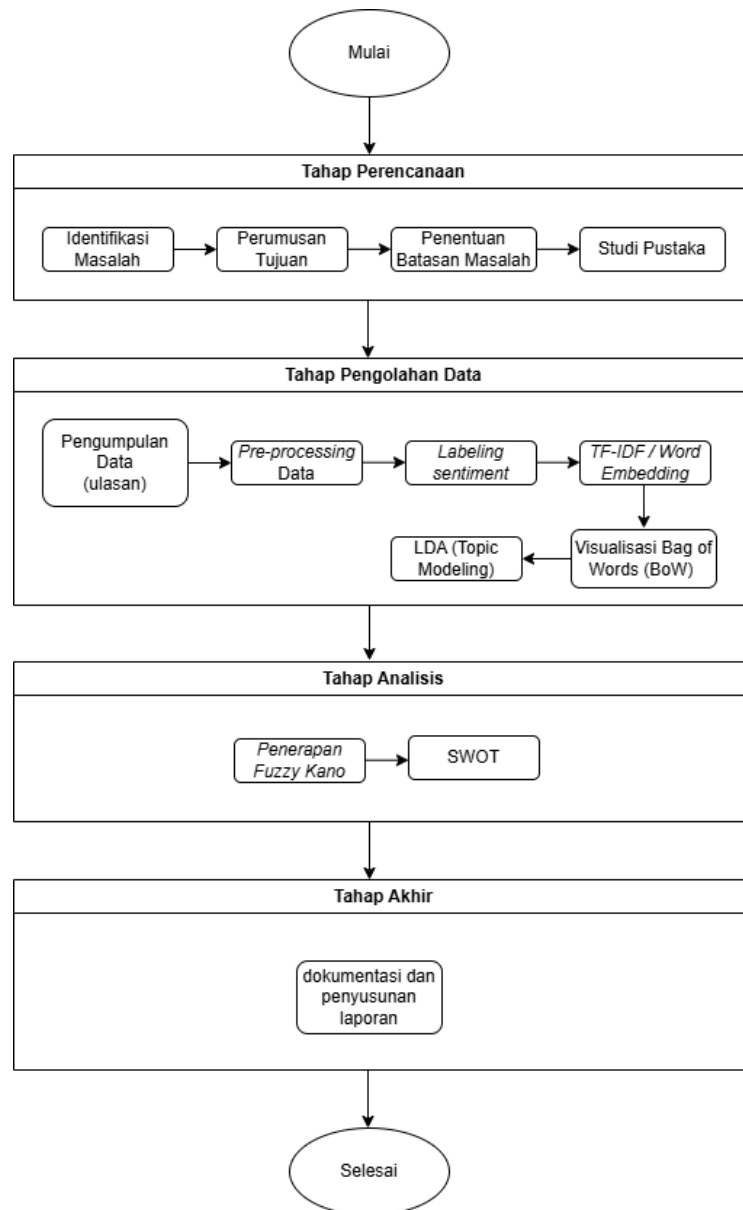 Mulai
Tahap Perencanaan
Identifikasi
Masalah
Perumusan
Tujuan
Penentuan
Batasan Masalah
Studi Pustaka
Tahap Pengolahan Data
Pengumpulan
Data
(ulasan)
Pre-processing
Data
Labeling
sentiment
TF-IDF / Word
Embedding
Visualisasi Bag of
Words (BoW)
LDA (Topic
Modeling)
Tahap Analisis
Penerapan
Fuzzy Kano
SWOT
Tahap Akhir
dokumentasi dan
penyusunan
laporan
Selesai